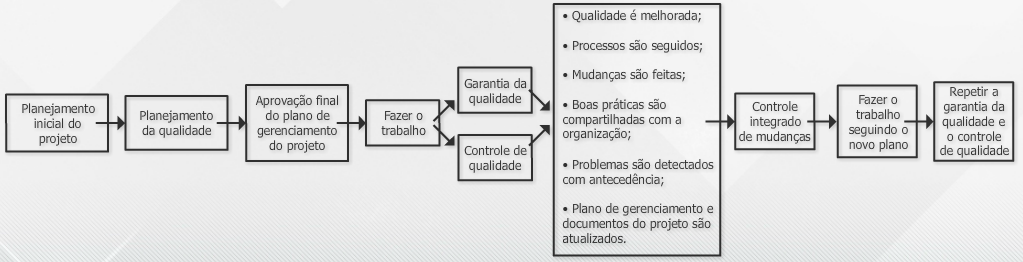 Planejamento
inicial do
projeto
Planejamento
da qualidade
Aprovação final
do plano de
gerenciamento
do projeto
Fazer o
trabalho
Garantia da
qualidade
Controle de
qualidade
• Qualidade é melhorada;
• Processos são seguidos;
• Mudanças são feitas;
• Boas práticas são
compartilhadas com a
organização;
• Problemas são detectados
com antecedência;
• Plano de gerenciamento e
documentos do projeto são
atualizados.
Controle
integrado
de mudanças
Fazer o
trabalho
seguindo o
novo plano
Repetir a
garantia da
qualidade e
o controle
de qualidade